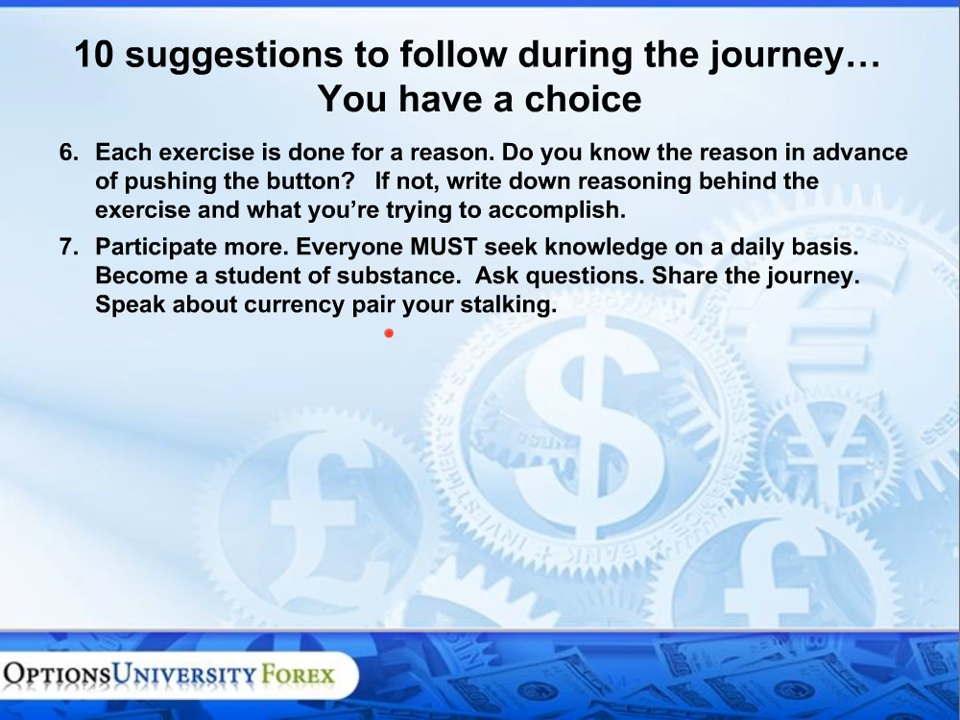 10 suggestions to follow during the journey…
You have a choice
6. Each exercise is done for a reason. Do you know the reason in advance
of pushing the button?   If not, write down reasoning behind the
exercise and what you’re trying to accomplish.
7. Participate more. Everyone MUST seek knowledge on a daily basis.
Become a student of substance.  Ask questions. Share the journey.
Speak about currency pair your stalking.
OPTIONSUNIVERSITY FOREX